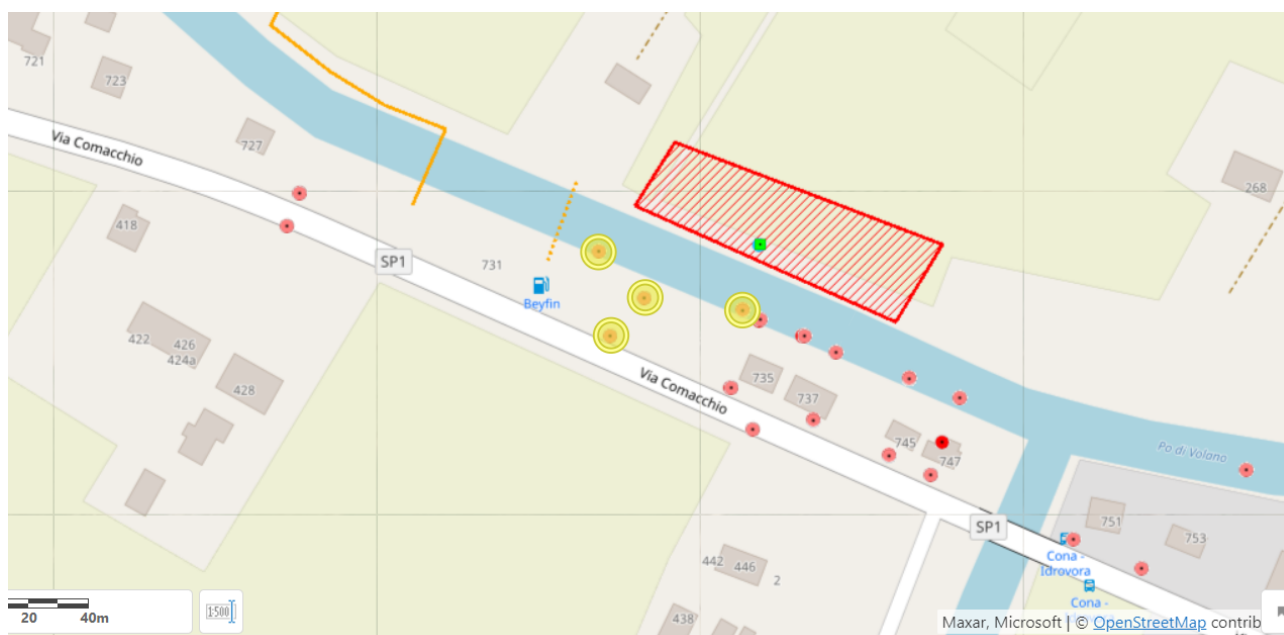 721
723
Via Comacchio
727
418
SP1
731
Beyfin
268
422
426
424a
428
735
Via Comacchio
737
745
747
Po di Volano
751
753
SP1
Cona -
Idrovora
Cona -
442
446
2
438
20
40m
1:500
Maxar, Microsoft | © OpenStreetMap contrib